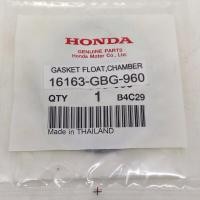 HONDA
GENUINE PARTS
Honda Motor Co., Ltd.
GASKET FLOAT,CHAMBER
16163-GBG-960
QTY 1 B4C29
Made in THAILAND